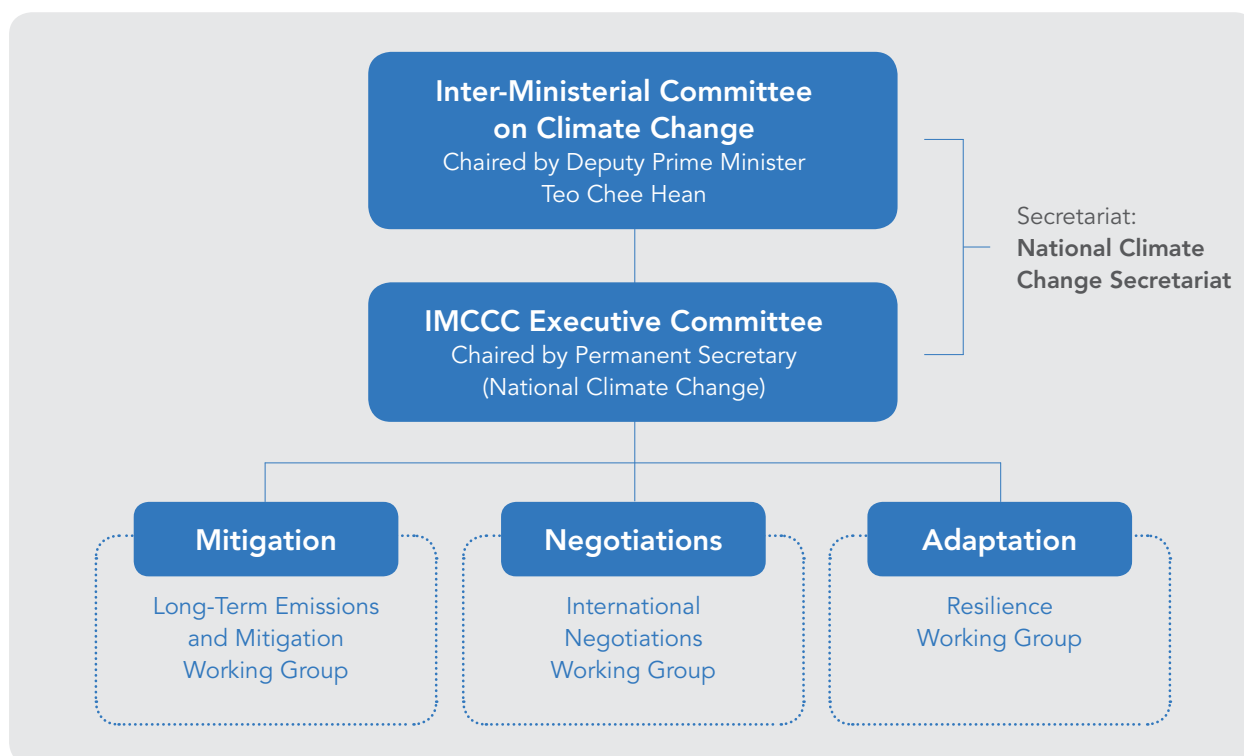 Inter-Ministerial Committee
on Climate Change
Chaired by Deputy Prime Minister
Teo Chee Hean
Secretariat:
National Climate
Change Secretariat
IMCCC Executive Committee
Chaired by Permanent Secretary
(National Climate Change)
Mitigation
Long-Term Emissions
and Mitigation
Working Group
Negotiations
International
Negotiations
Working Group
Adaptation
Resilience
Working Group